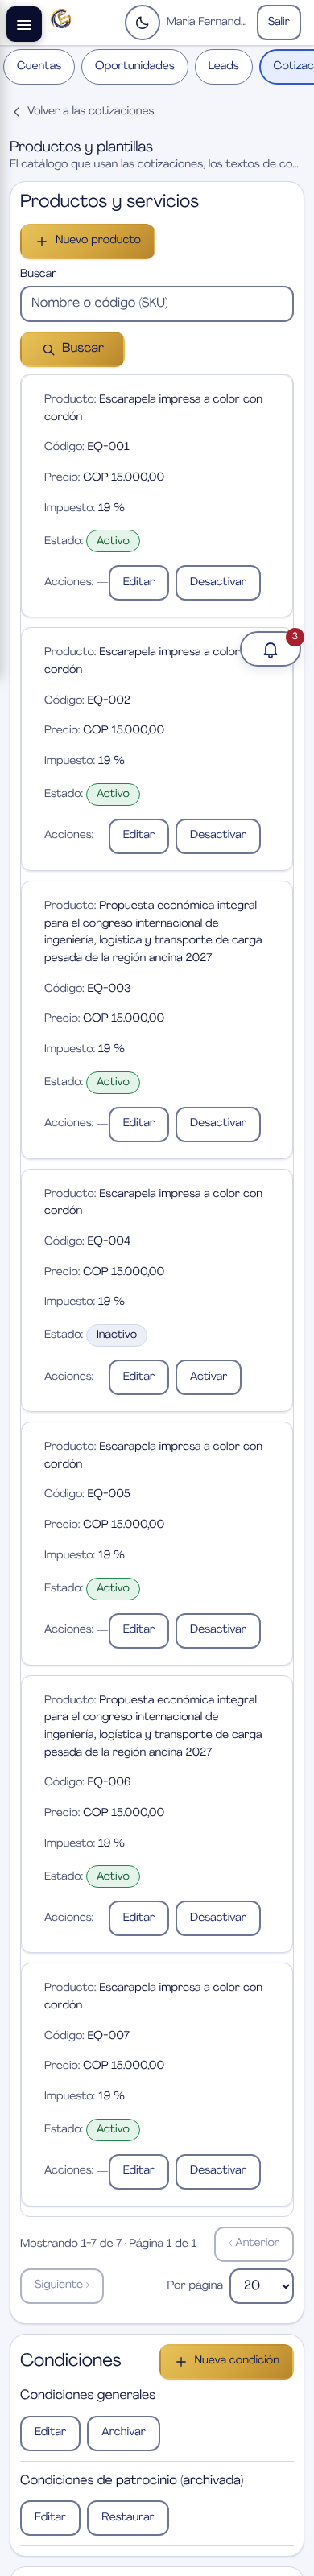 Maria Fernand...
Salir
Cuentas
Oportunidades
Leads
Cotizac
Volver a las cotizaciones
Productos y plantillas
El catálogo que usan las cotizaciones, los textos de co...
Productos y servicios
+ Nuevo producto
Buscar
Nombre o código (SKU)
Buscar
Producto: Escarapela impresa a color con
cordón
Código: EQ-001
Precio: COP 15.000,00
Impuesto: 19 %
Estado: Activo
Acciones: — Editar Desactivar
3
Producto: Escarapela impresa a color
cordón
Código: EQ-002
Precio: COP 15.000,00
Impuesto: 19 %
Estado: Activo
Acciones: — Editar Desactivar
Producto: Propuesta económica integral
para el congreso internacional de
ingeniería, logística y transporte de carga
pesada de la región andina 2027
Código: EQ-003
Precio: COP 15.000,00
Impuesto: 19 %
Estado: Activo
Acciones: — Editar Desactivar
Producto: Escarapela impresa a color con
cordón
Código: EQ-004
Precio: COP 15.000,00
Impuesto: 19 %
Estado: Inactivo
Acciones: — Editar Activar
Producto: Escarapela impresa a color con
cordón
Código: EQ-005
Precio: COP 15.000,00
Impuesto: 19 %
Estado: Activo
Acciones: — Editar Desactivar
Producto: Propuesta económica integral
para el congreso internacional de
ingeniería, logística y transporte de carga
pesada de la región andina 2027
Código: EQ-006
Precio: COP 15.000,00
Impuesto: 19 %
Estado: Activo
Acciones: — Editar Desactivar
Producto: Escarapela impresa a color con
cordón
Código: EQ-007
Precio: COP 15.000,00
Impuesto: 19 %
Estado: Activo
Acciones: — Editar Desactivar
Mostrando 1-7 de 7 · Página 1 de 1
‹ Anterior
Siguiente ›
Por página 20
Condiciones
+ Nueva condición
Condiciones generales
Editar Archivar
Condiciones de patrocinio (archivada)
Editar Restaurar